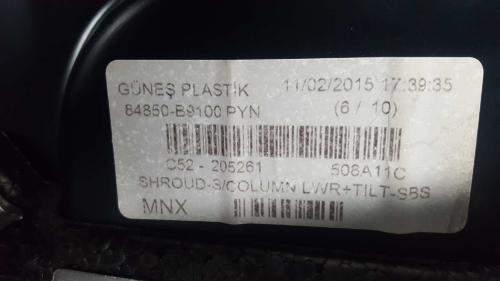 GÜNEŞ PLASTİK 11/02/2015 17:39:35
84850-B9100 PYN (6 / 10)
C52 - 205261 508A11C
SHROUD-S/COLUMN LWR+TILT-SBS
MNX